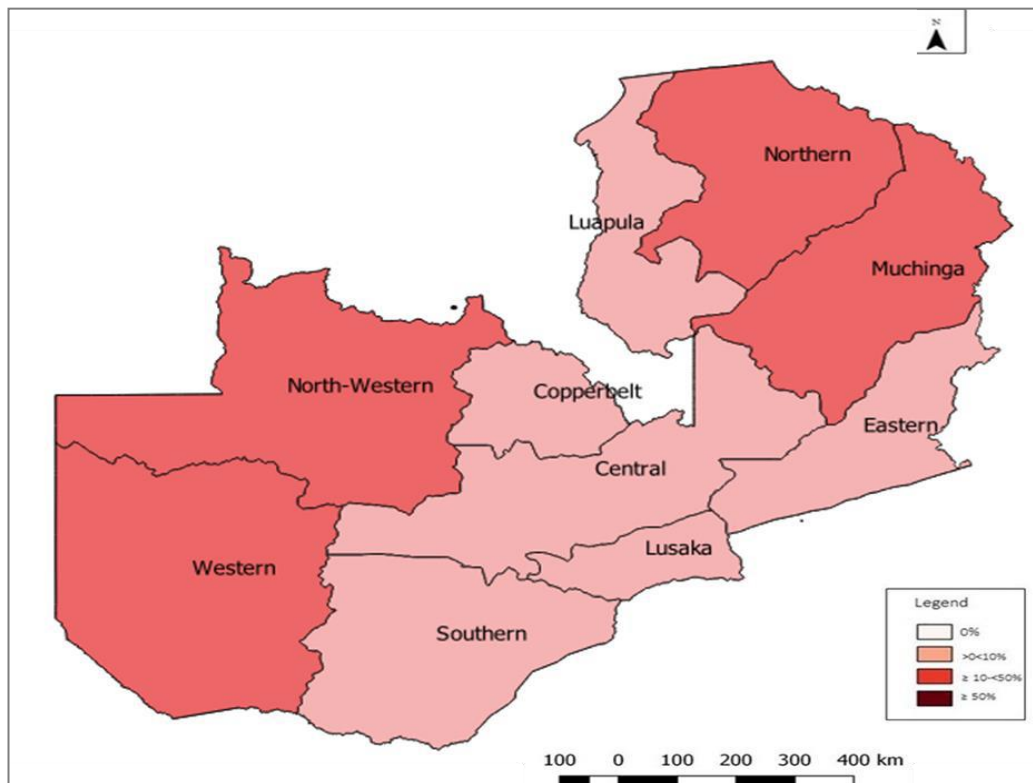 N
Northern
Luapula
Muchinga
North-Western
Copperbelt
Eastern
Central
Lusaka
Western
Southern
Legend
0%
>0<10%
≥ 10-<50%
≥ 50%
100 0 100 200 300 400 km